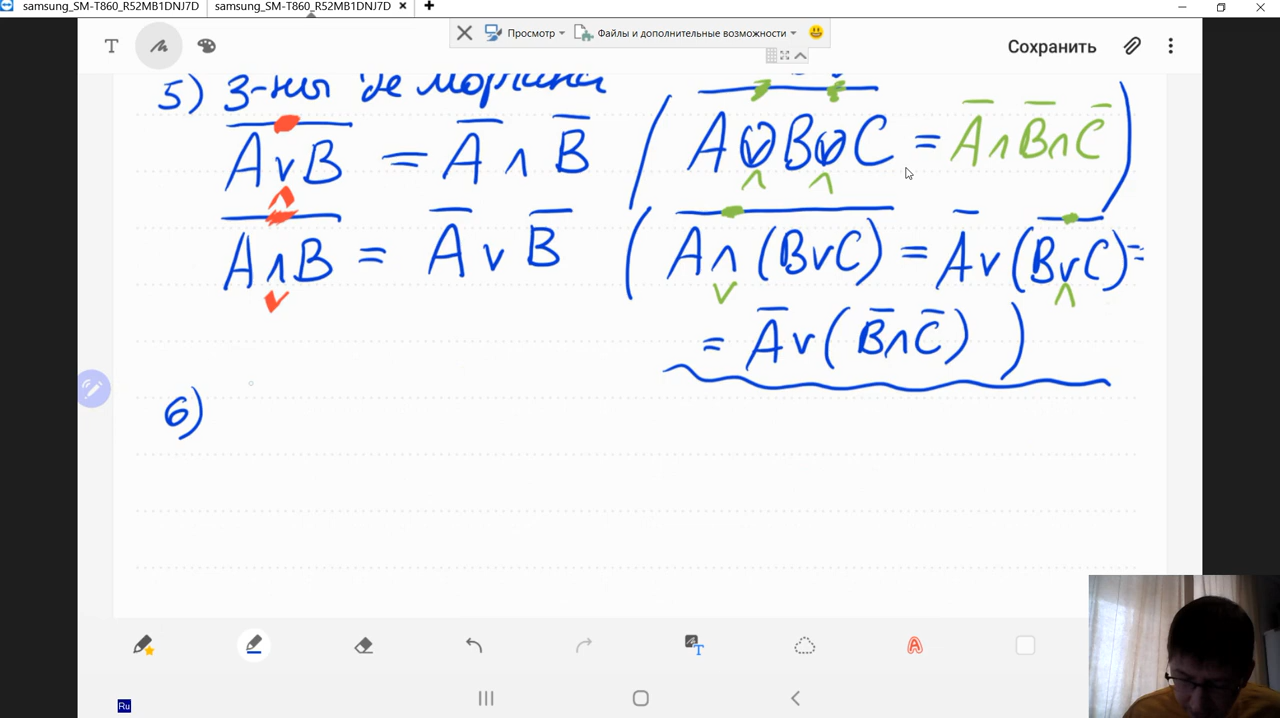 samsung_SM-T860_R52MB1DNJ7D samsung_SM-T860_R52MB1DNJ7D
Просмотр Файлы и дополнительные возможности
T Сохранить
5) З-ны де Моргана
A̅ ̅v̅ ̅B̅ = A̅ ∧ B̅ ( A̅ ̅v̅ ̅B̅ ̅v̅ ̅C̅ = A̅∧B̅∧C̅ )
∧ ∧ ∧
A̅ ̅∧̅ ̅B̅ = A̅ v B̅ ( A̅ ̅∧̅ ̅(̅B̅v̅C̅)̅ = A̅ v (B̅v̅C̅) =
v v ∧
= A̅ v (B̅∧C̅) )
6)
T A
Ru